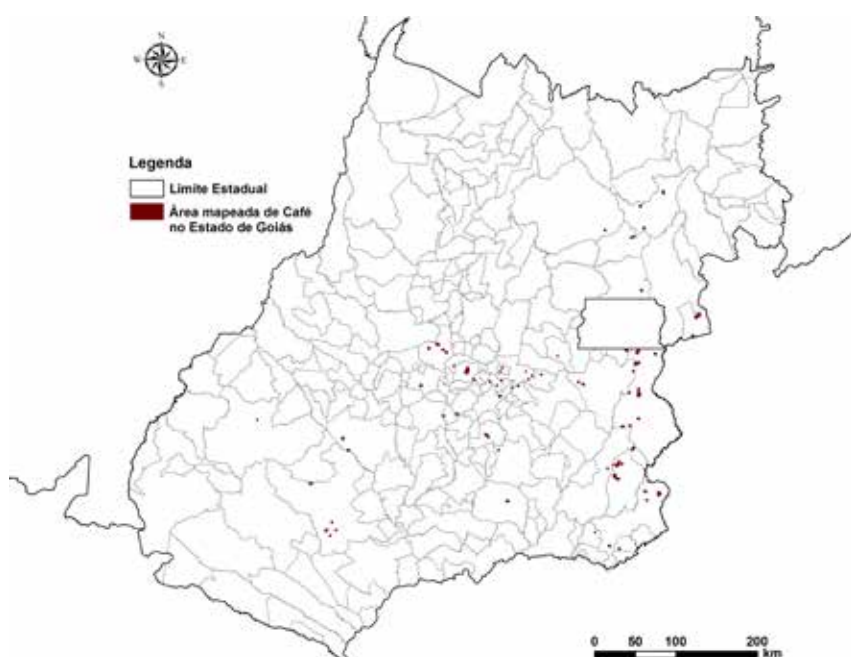 N
W E
S
Legenda
Limite Estadual
Área mapeada de Café
no Estado de Goiás
0 50 100 200
km